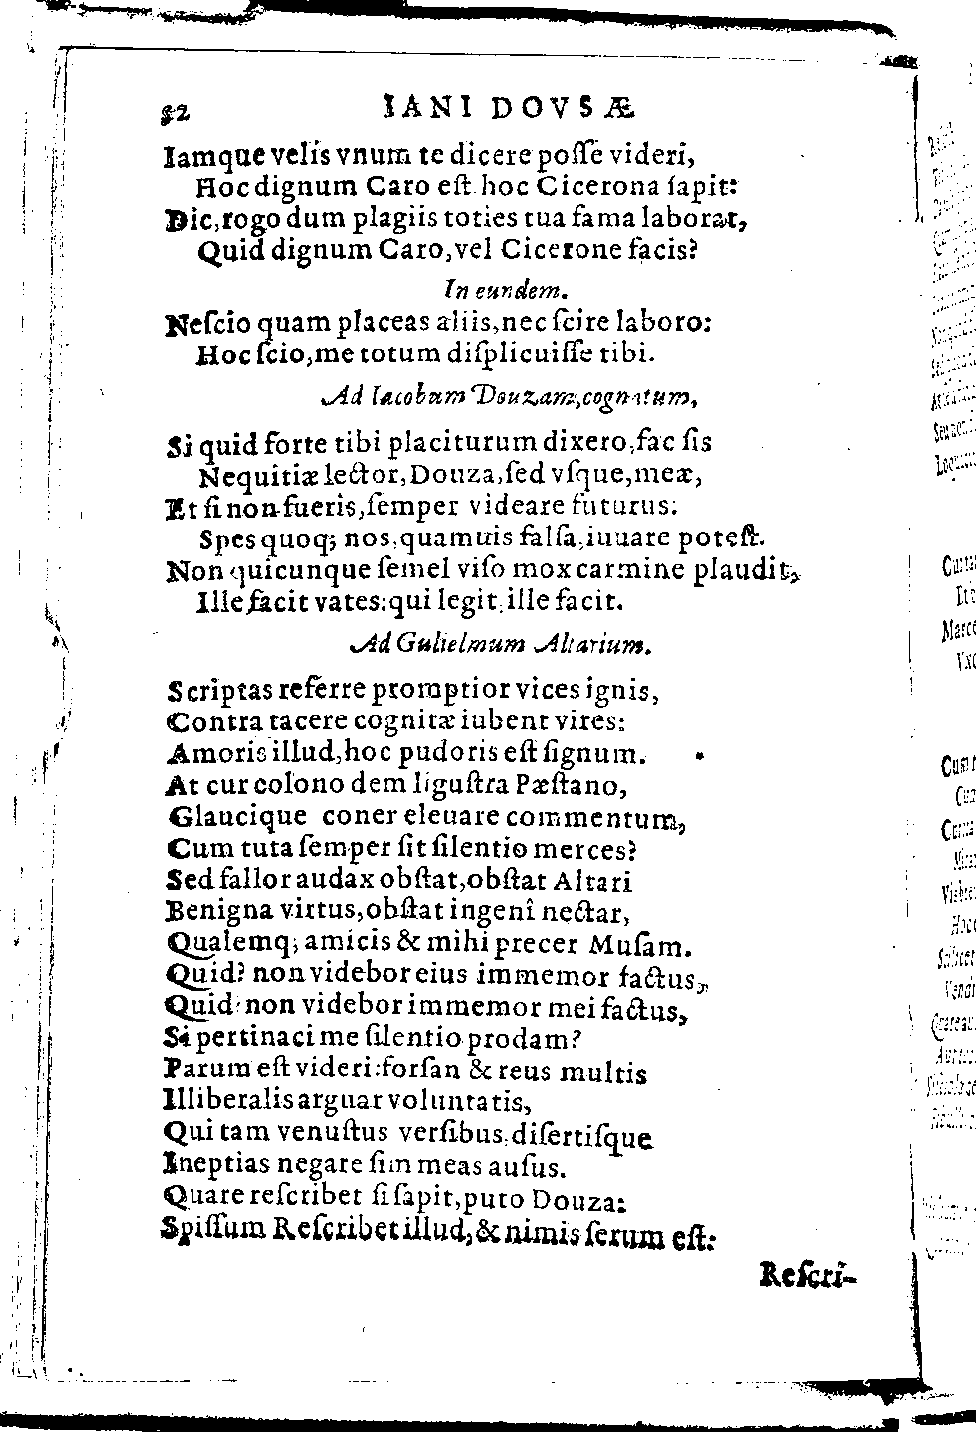 82 IANI DOVSÆ
Iamque velis vnum te dicere poſſe videri,
Hoc dignum Caro eſt hoc Cicerona ſapit:
Dic, rogo dum plagiis toties tua fama laborat,
Quid dignum Caro, vel Cicerone facis?
In eundem.
Neſcio quam placeas aliis, nec ſcire laboro:
Hoc ſcio, me totum diſplicuiſſe tibi.
Ad Iacobum Douzam, cognatum,
Si quid forte tibi placiturum dixero, fac ſis
Nequitiæ lector, Douza, ſed vſque, meæ,
Et ſi non fueris, ſemper videare futurus:
Spes quoq; nos, quamuis falſa, iuuare poteſt.
Non quicunque ſemel viſo mox carmine plaudit,
Ille facit vates: qui legit, ille facit.
Ad Gulielmum Altarium.
Scriptas referre promptior vices ignis,
Contra tacere cognitæ iubent vires:
Amoris illud, hoc pudoris eſt ſignum.
At cur colono dem liguſtra Pæſtano,
Glaucique coner eleuare commentum,
Cum tuta ſemper ſit ſilentio merces?
Sed fallor audax obſtat, obſtat Altari
Benigna virtus, obſtat ingenî nectar,
Qualemq; amicis & mihi precer Muſam.
Quid? non videbor eius immemor factus,
Quid non videbor immemor mei factus,
Si pertinaci me ſilentio prodam?
Parum eſt videri: forſan & reus multis
Illiberalis arguar voluntatis,
Qui tam venuſtus verſibus, diſertiſque
Ineptias negare ſim meas auſus.
Quare reſcribet ſi ſapit, puto Douza:
Spiſſum Reſcribet illud, & nimis ſerum eſt:
Reſcri-